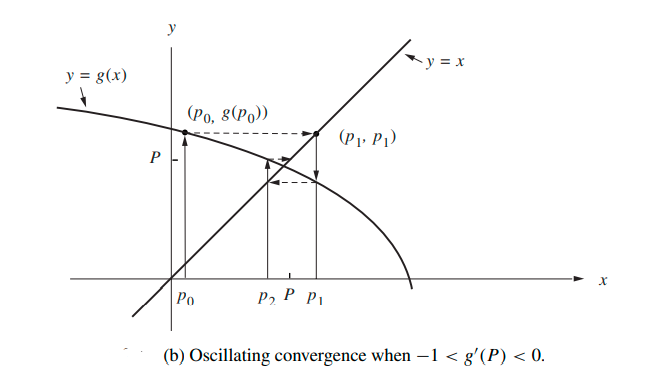 y
y = g(x)
y = x
(p₀, g(p₀))
(p₁, p₁)
P
x
p₀
p₂ P p₁
(b) Oscillating convergence when −1 < g′(P) < 0.